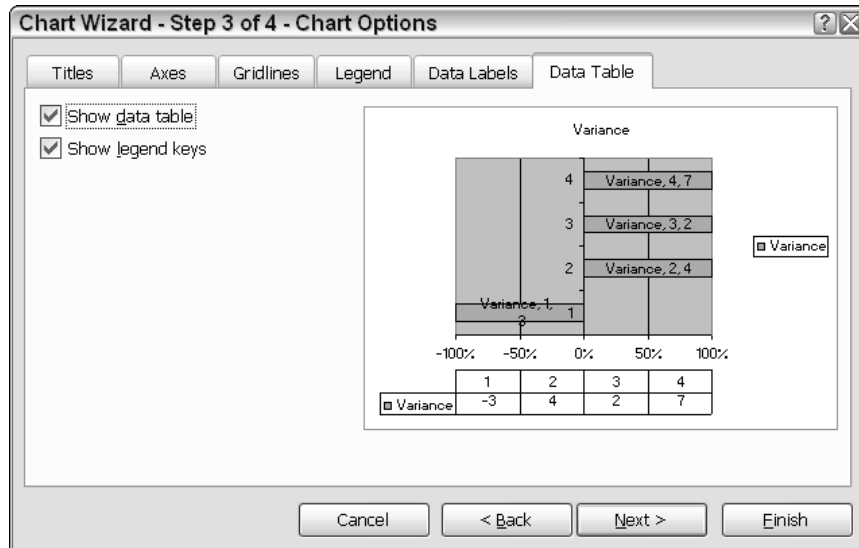 Chart Wizard - Step 3 of 4 - Chart Options
Titles Axes Gridlines Legend Data Labels Data Table
Show data table
Show legend keys
Variance
4 Variance, 4, 7
3 Variance, 3, 2
2 Variance, 2, 4
Variance, 1, 1
3
Variance
-100% -50% 0% 50% 100%
1 2 3 4
Variance -3 4 2 7
Cancel < Back Next > Finish